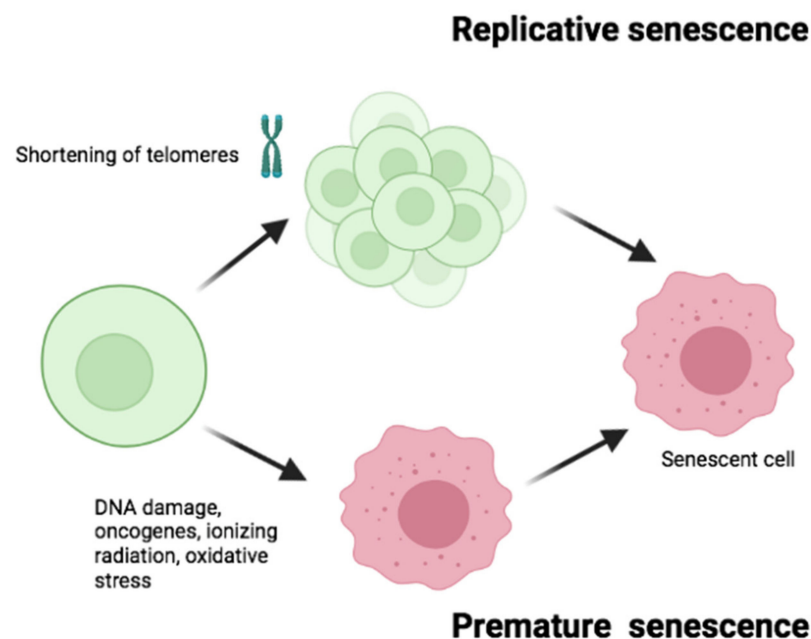 Replicative senescence
Shortening of telomeres
Senescent cell
DNA damage,
oncogenes, ionizing
radiation, oxidative
stress
Premature senescence